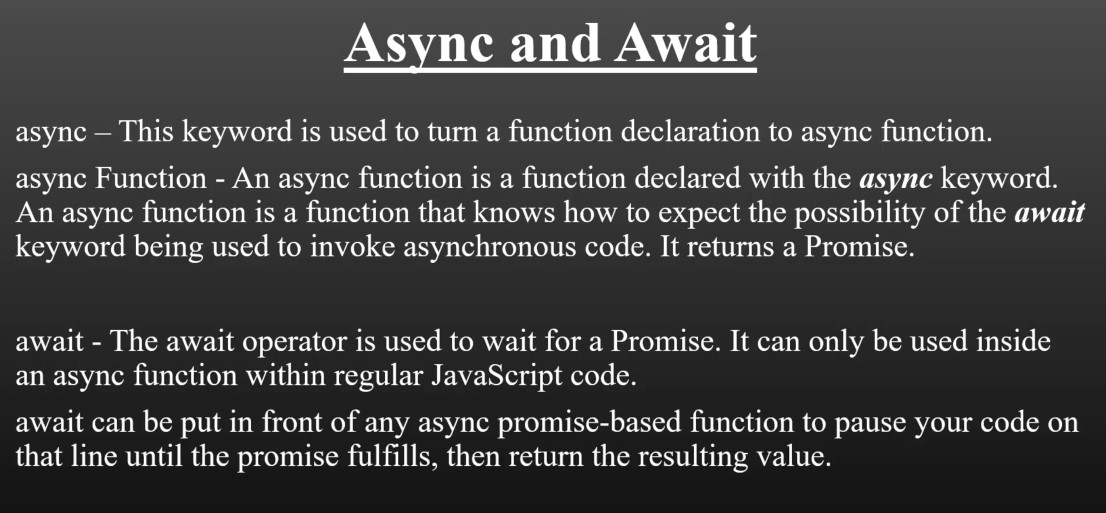 Async and Await
async – This keyword is used to turn a function declaration to async function.
async Function - An async function is a function declared with the async keyword.
An async function is a function that knows how to expect the possibility of the await
keyword being used to invoke asynchronous code. It returns a Promise.
await - The await operator is used to wait for a Promise. It can only be used inside
an async function within regular JavaScript code.
await can be put in front of any async promise-based function to pause your code on
that line until the promise fulfills, then return the resulting value.